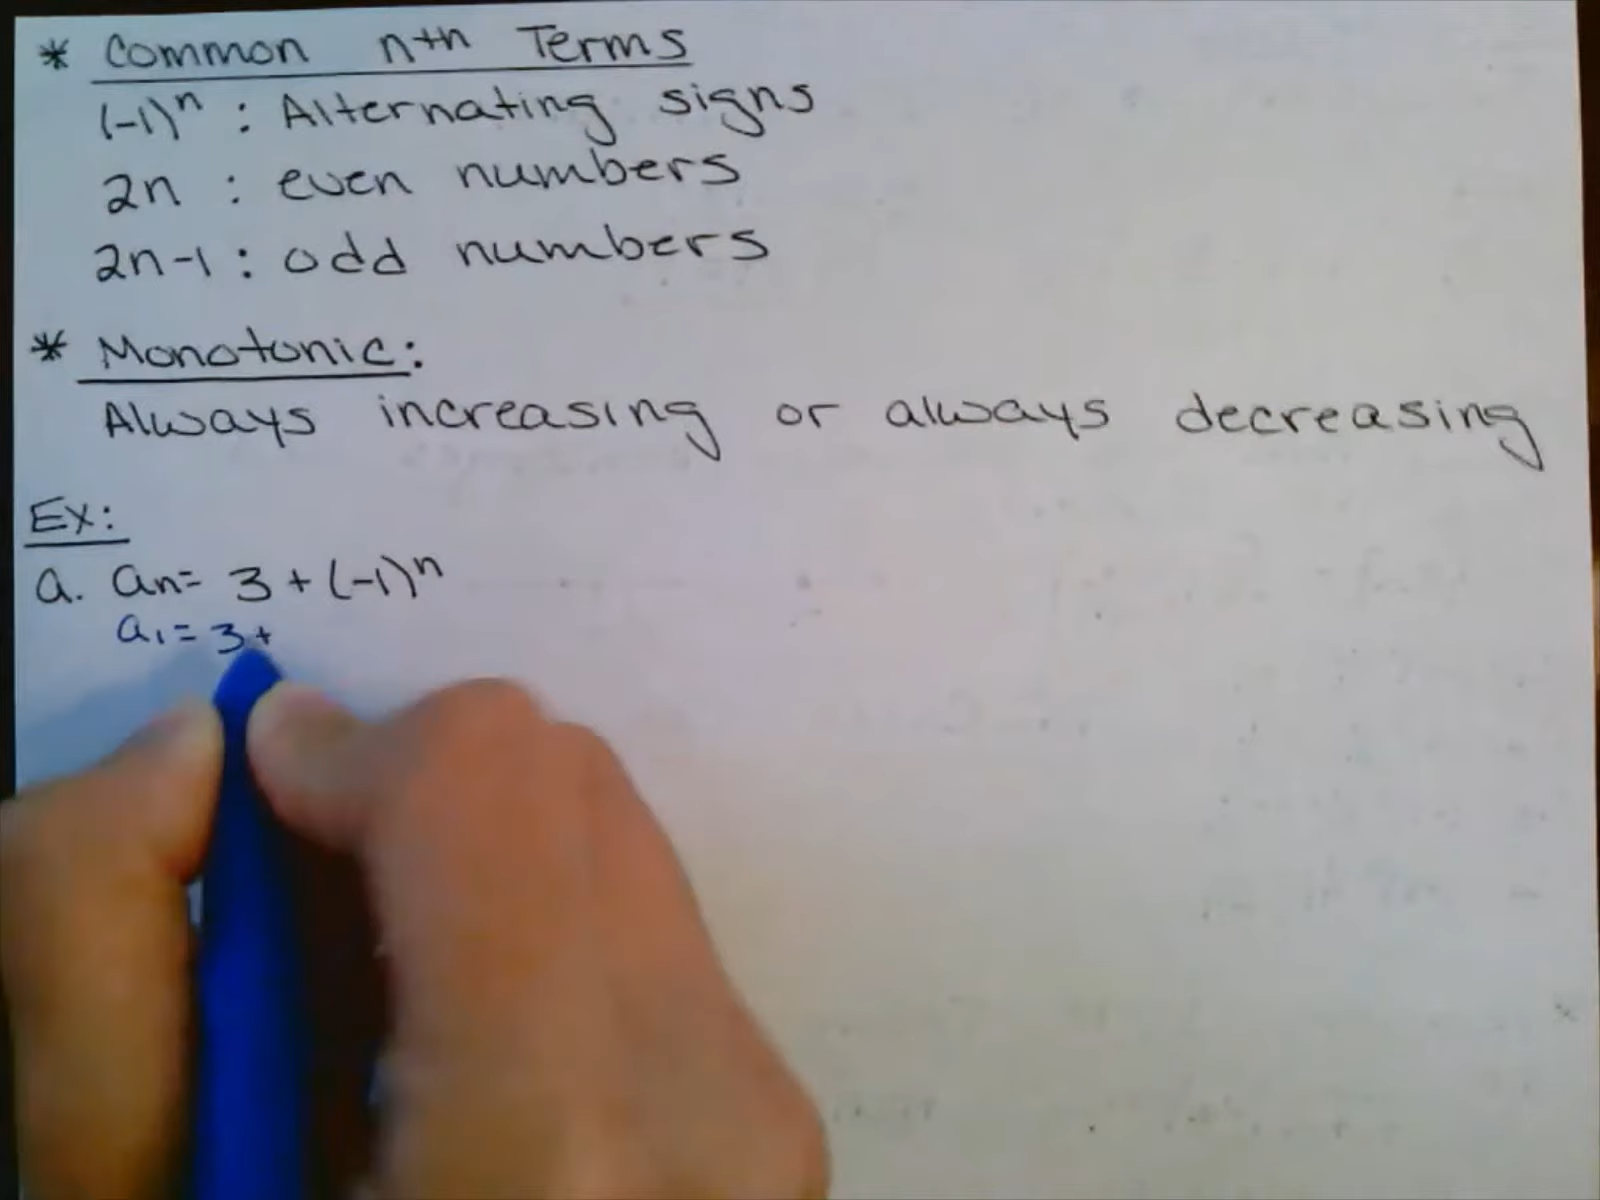 * Common nth Terms
(-1)ⁿ : Alternating signs
2n : even numbers
2n-1 : odd numbers
* Monotonic:
Always increasing or always decreasing
Ex:
a. an= 3 + (-1)ⁿ
a₁= 3+